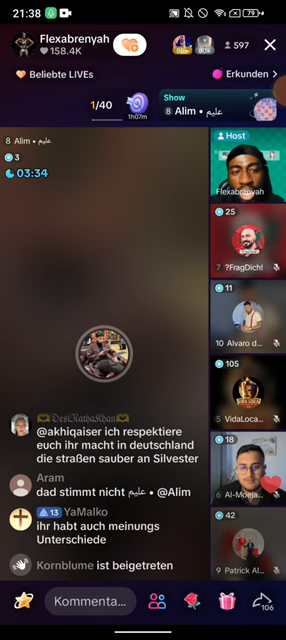 21:38
79
Flexabrenyah
158.4K
597
Beliebte LIVEs
Erkunden
1/40
1h07m
Show
8 Alim • عليم
8 Alim • عليم
3
03:34
Host
Flexabrenyah
25
7 ?FragDich!
11
10 Alvaro d...
105
5 VidaLoca...
18
6 Al-Moeja...
42
9 Patrick Al...
DesiNathaKhan
@akhiqaiser ich respektiere
euch ihr macht in deutschland
die straßen sauber an Silvester
Aram
dad stimmt nicht عليم • @Alim
13 YaMalko
ihr habt auch meinungs
Unterschiede
Kornblume ist beigetreten
Kommenta...
106